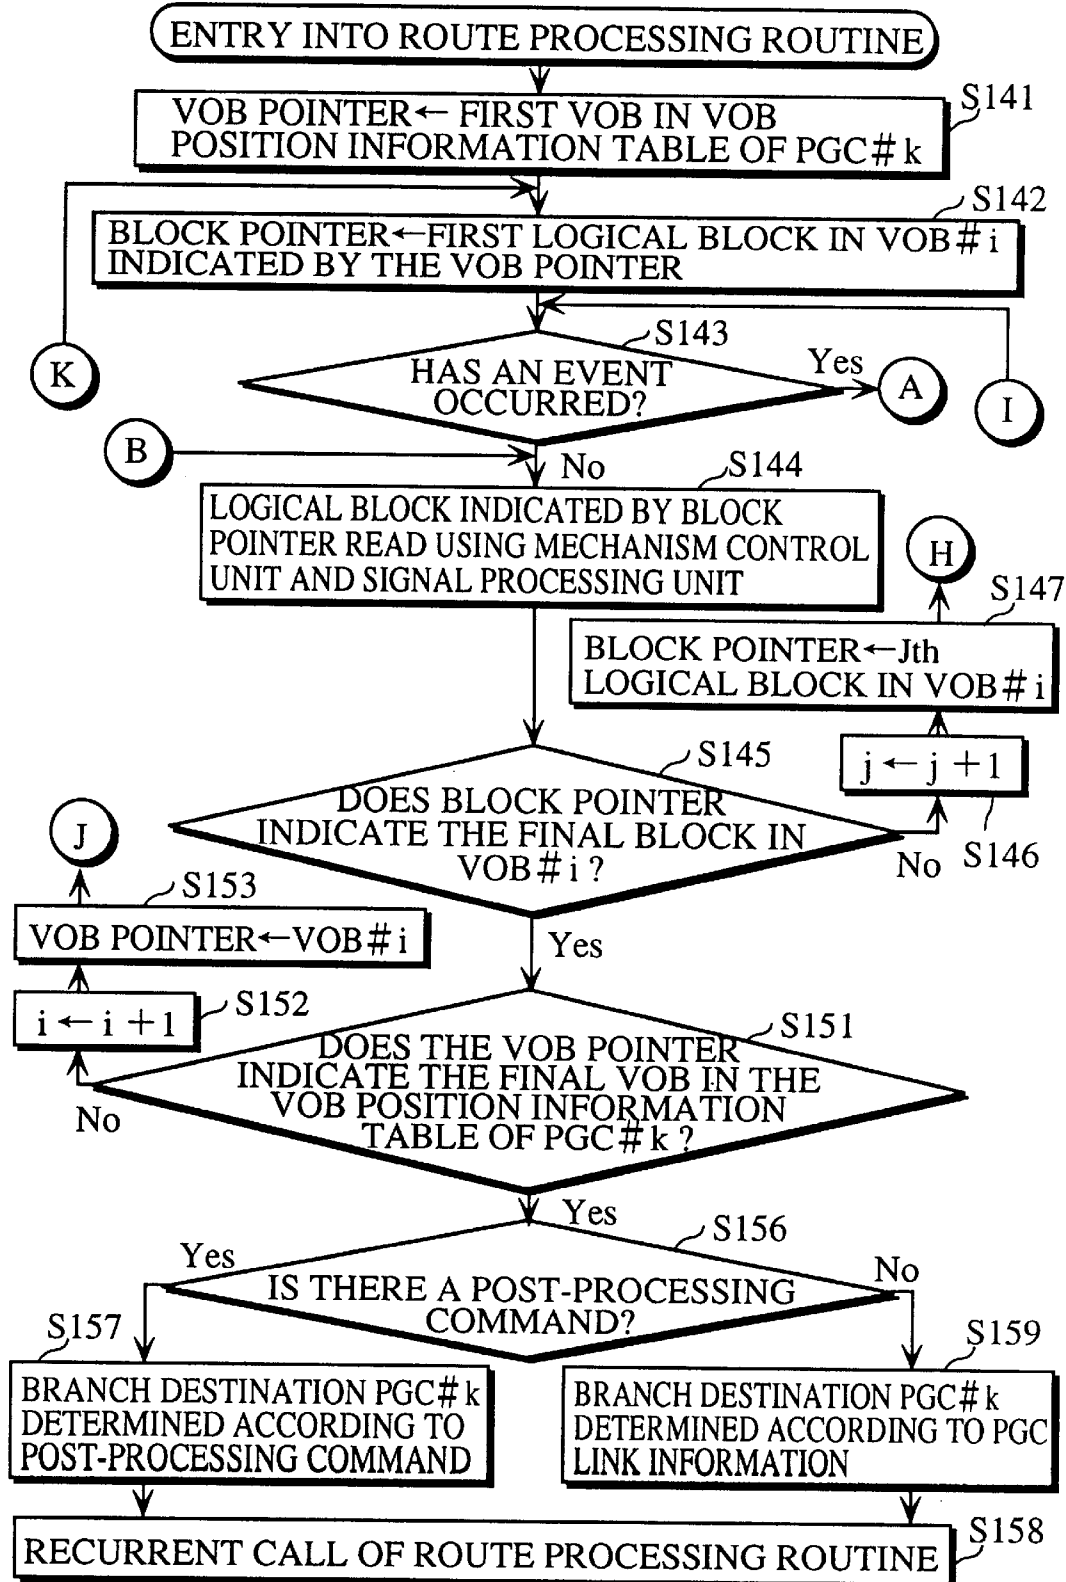 ENTRY INTO ROUTE PROCESSING ROUTINE
S141
VOB POINTER← FIRST VOB IN VOB
POSITION INFORMATION TABLE OF PGC#k
S142
BLOCK POINTER←FIRST LOGICAL BLOCK IN VOB#i
INDICATED BY THE VOB POINTER
S143
K
HAS AN EVENT
OCCURRED?
Yes
A
I
B
No
S144
LOGICAL BLOCK INDICATED BY BLOCK
POINTER READ USING MECHANISM CONTROL
UNIT AND SIGNAL PROCESSING UNIT
H
S147
BLOCK POINTER←Jth
LOGICAL BLOCK IN VOB#i
S145
j ← j +1
S146
DOES BLOCK POINTER
INDICATE THE FINAL BLOCK IN
VOB#i ?
No
J
S153
VOB POINTER←VOB#i
Yes
S152
i ← i +1
S151
DOES THE VOB POINTER
INDICATE THE FINAL VOB IN THE
VOB POSITION INFORMATION
TABLE OF PGC#k ?
No
Yes
S156
Yes
IS THERE A POST-PROCESSING
COMMAND?
No
S157
BRANCH DESTINATION PGC#k
DETERMINED ACCORDING TO
POST-PROCESSING COMMAND
S159
BRANCH DESTINATION PGC#k
DETERMINED ACCORDING TO PGC
LINK INFORMATION
S158
RECURRENT CALL OF ROUTE PROCESSING ROUTINE